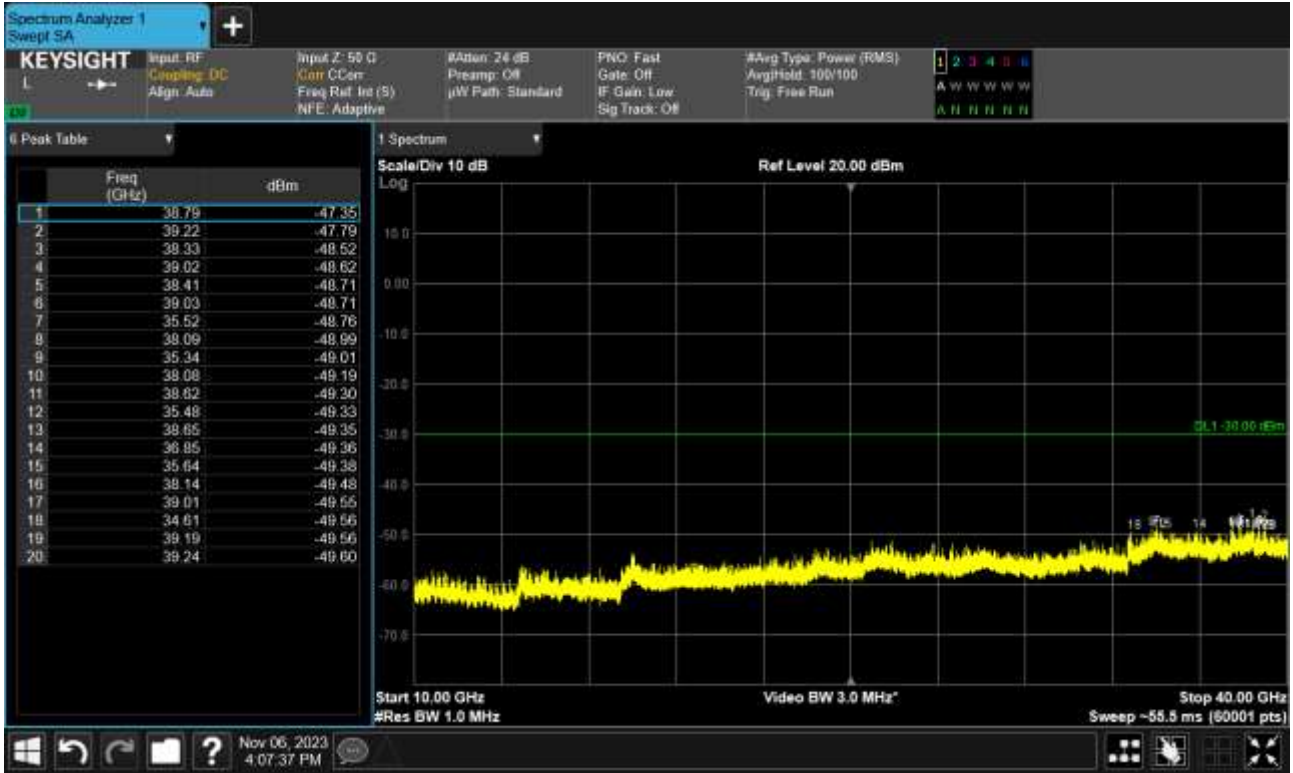 Spectrum Analyzer 1
Swept SA
KEYSIGHT
L
Input: RF
Coupling: DC
Align: Auto
Input Z: 50 Ω
Corr CCorr
Freq Ref: Int (S)
NFE: Adaptive
#Atten: 24 dB
Preamp: Off
µW Path: Standard
PNO: Fast
Gate: Off
IF Gain: Low
Sig Track: Off
#Avg Type: Power (RMS)
Avg|Hold: 100/100
Trig: Free Run
1 2 3 4 5 6
A W W W W W
A N N N N N
6 Peak Table
Freq (GHz) dBm
1 38.79 -47.35
2 39.22 -47.79
3 38.33 -48.52
4 39.02 -48.62
5 38.41 -48.71
6 39.03 -48.71
7 35.52 -48.76
8 38.09 -48.99
9 35.34 -49.01
10 38.08 -49.19
11 38.62 -49.30
12 35.48 -49.33
13 38.65 -49.35
14 36.85 -49.36
15 35.64 -49.38
16 38.14 -49.48
17 39.01 -49.55
18 34.61 -49.56
19 39.19 -49.56
20 39.24 -49.60
1 Spectrum
Scale/Div 10 dB
Ref Level 20.00 dBm
Log
10.0
0.00
-10.0
-20.0
-30.0
DL1 -30.00 dBm
-40.0
-50.0
18
14
-60.0
-70.0
Start 10.00 GHz
Video BW 3.0 MHz*
Stop 40.00 GHz
#Res BW 1.0 MHz
Sweep ~55.5 ms (60001 pts)
?
Nov 06, 2023
4:07:37 PM